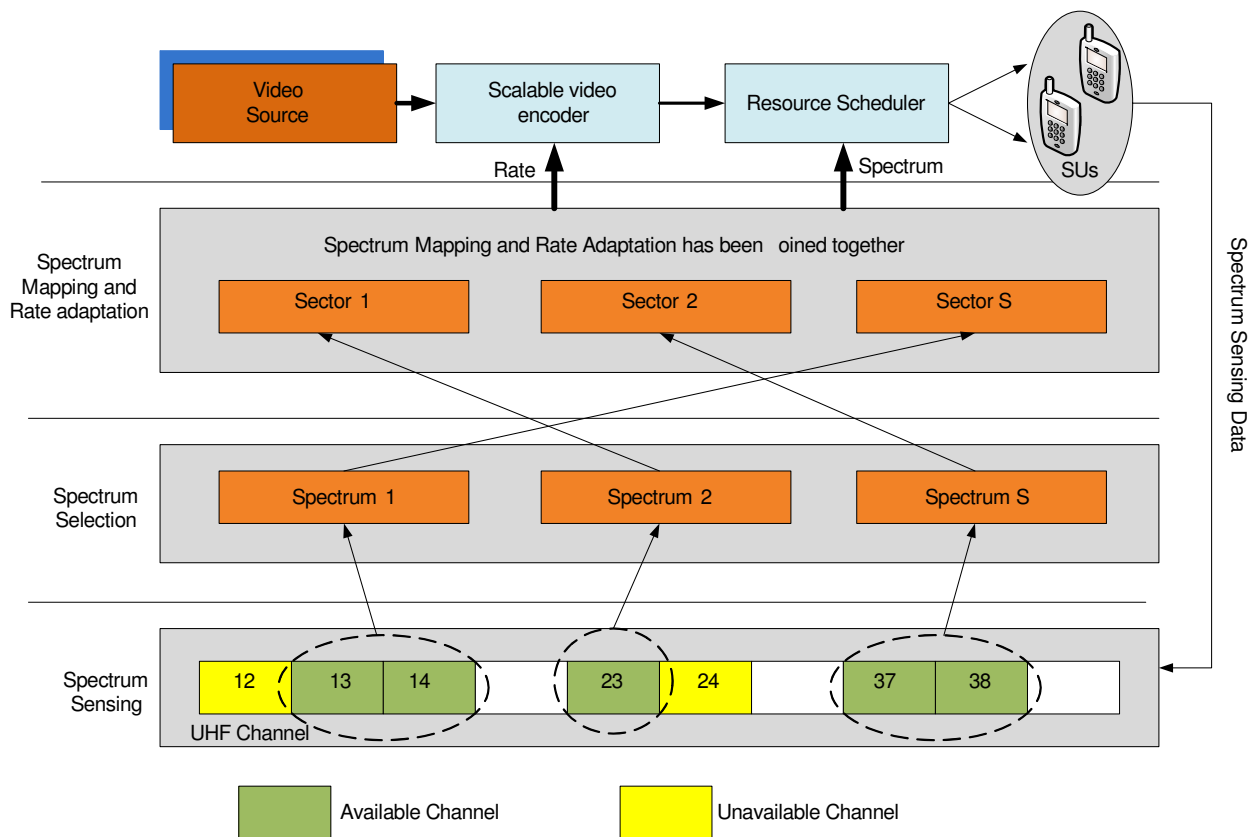 Video
Source
Scalable video
encoder
Resource Scheduler
SUs
Rate
Spectrum
Spectrum
Mapping and
Rate adaptation
Spectrum Mapping and Rate Adaptation has been oined together
Sector 1
Sector 2
Sector S
Spectrum Sensing Data
Spectrum
Selection
Spectrum 1
Spectrum 2
Spectrum S
Spectrum
Sensing
12
13
14
23
24
37
38
UHF Channel
Available Channel
Unavailable Channel